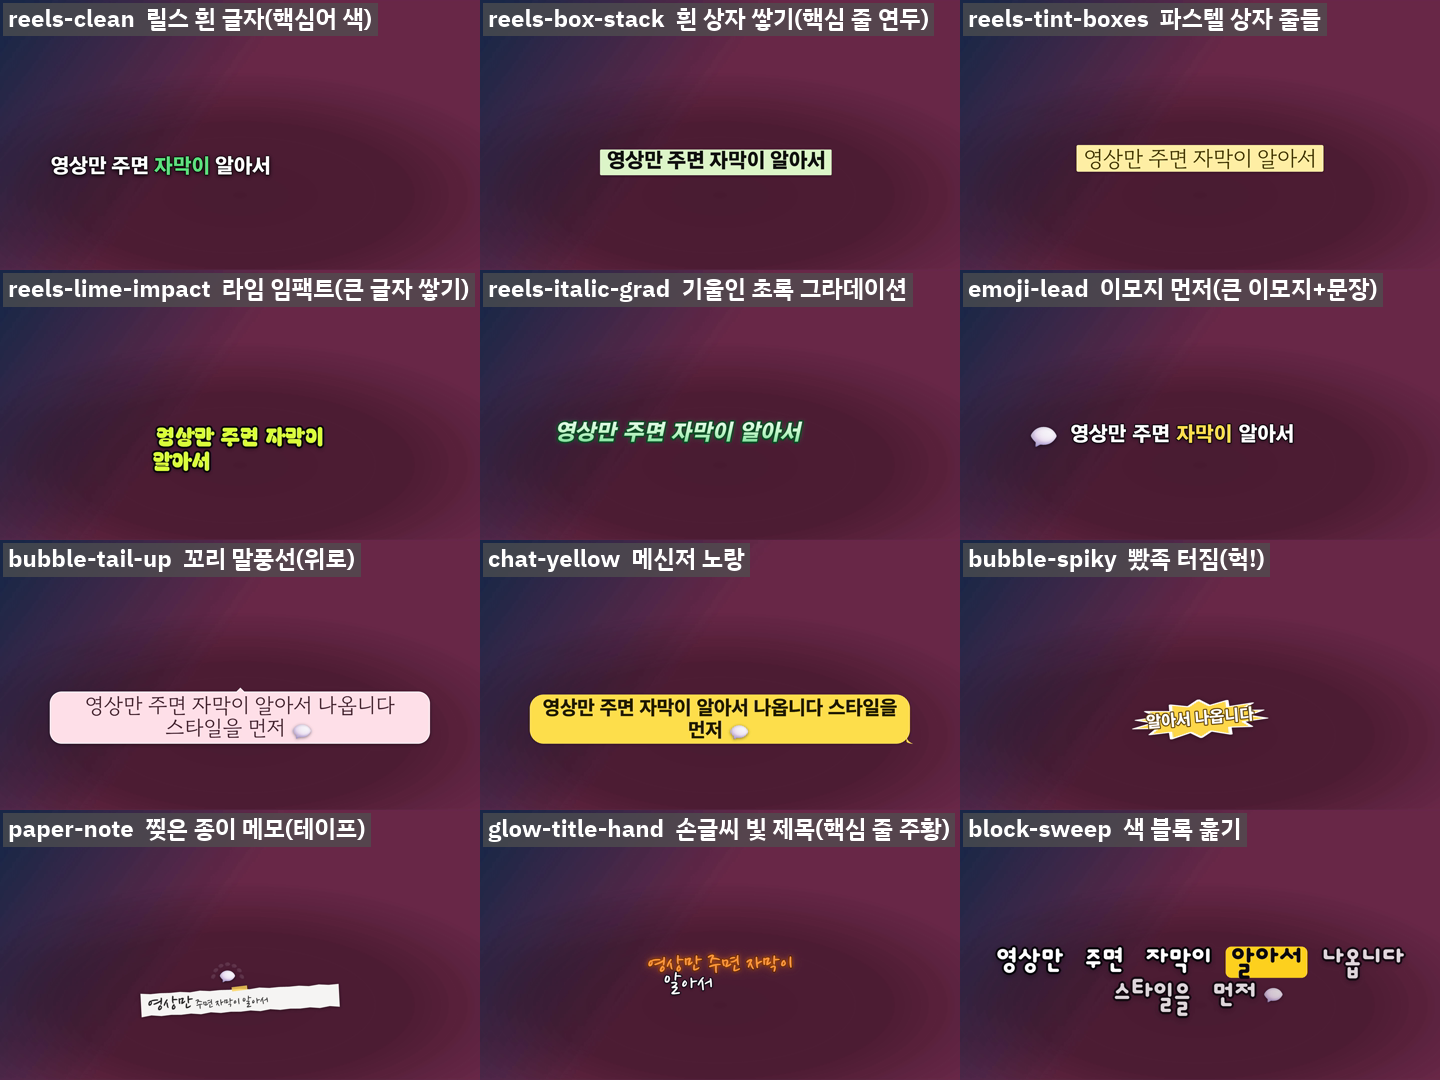 reels-clean 릴스 흰 글자(핵심어 색)
영상만 주면 자막이 알아서
reels-box-stack 흰 상자 쌓기(핵심 줄 연두)
영상만 주면 자막이 알아서
reels-tint-boxes 파스텔 상자 줄들
영상만 주면 자막이 알아서
reels-lime-impact 라임 임팩트(큰 글자 쌓기)
영상만 주면 자막이
알아서
reels-italic-grad 기울인 초록 그라데이션
영상만 주면 자막이 알아서
emoji-lead 이모지 먼저(큰 이모지+문장)
영상만 주면 자막이 알아서
bubble-tail-up 꼬리 말풍선(위로)
영상만 주면 자막이 알아서 나옵니다
스타일을 먼저
chat-yellow 메신저 노랑
영상만 주면 자막이 알아서 나옵니다 스타일을
먼저
bubble-spiky 뾨족 터짐(헉!)
알아서 나옵니다
paper-note 찢은 종이 메모(테이프)
영상만 주면 자막이 알아서
glow-title-hand 손글씨 빛 제목(핵심 줄 주황)
영상만 주면 자막이
알아서
block-sweep 색 블록 훑기
영상만 주면 자막이 알아서 나옵니다
스타일을 먼저